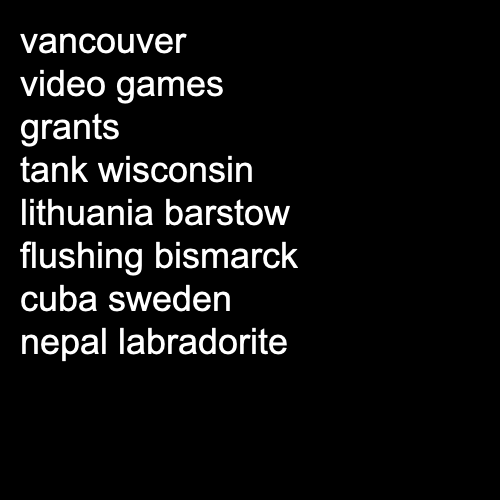 vancouver
video games
grants
tank wisconsin
lithuania barstow
flushing bismarck
cuba sweden
nepal labradorite